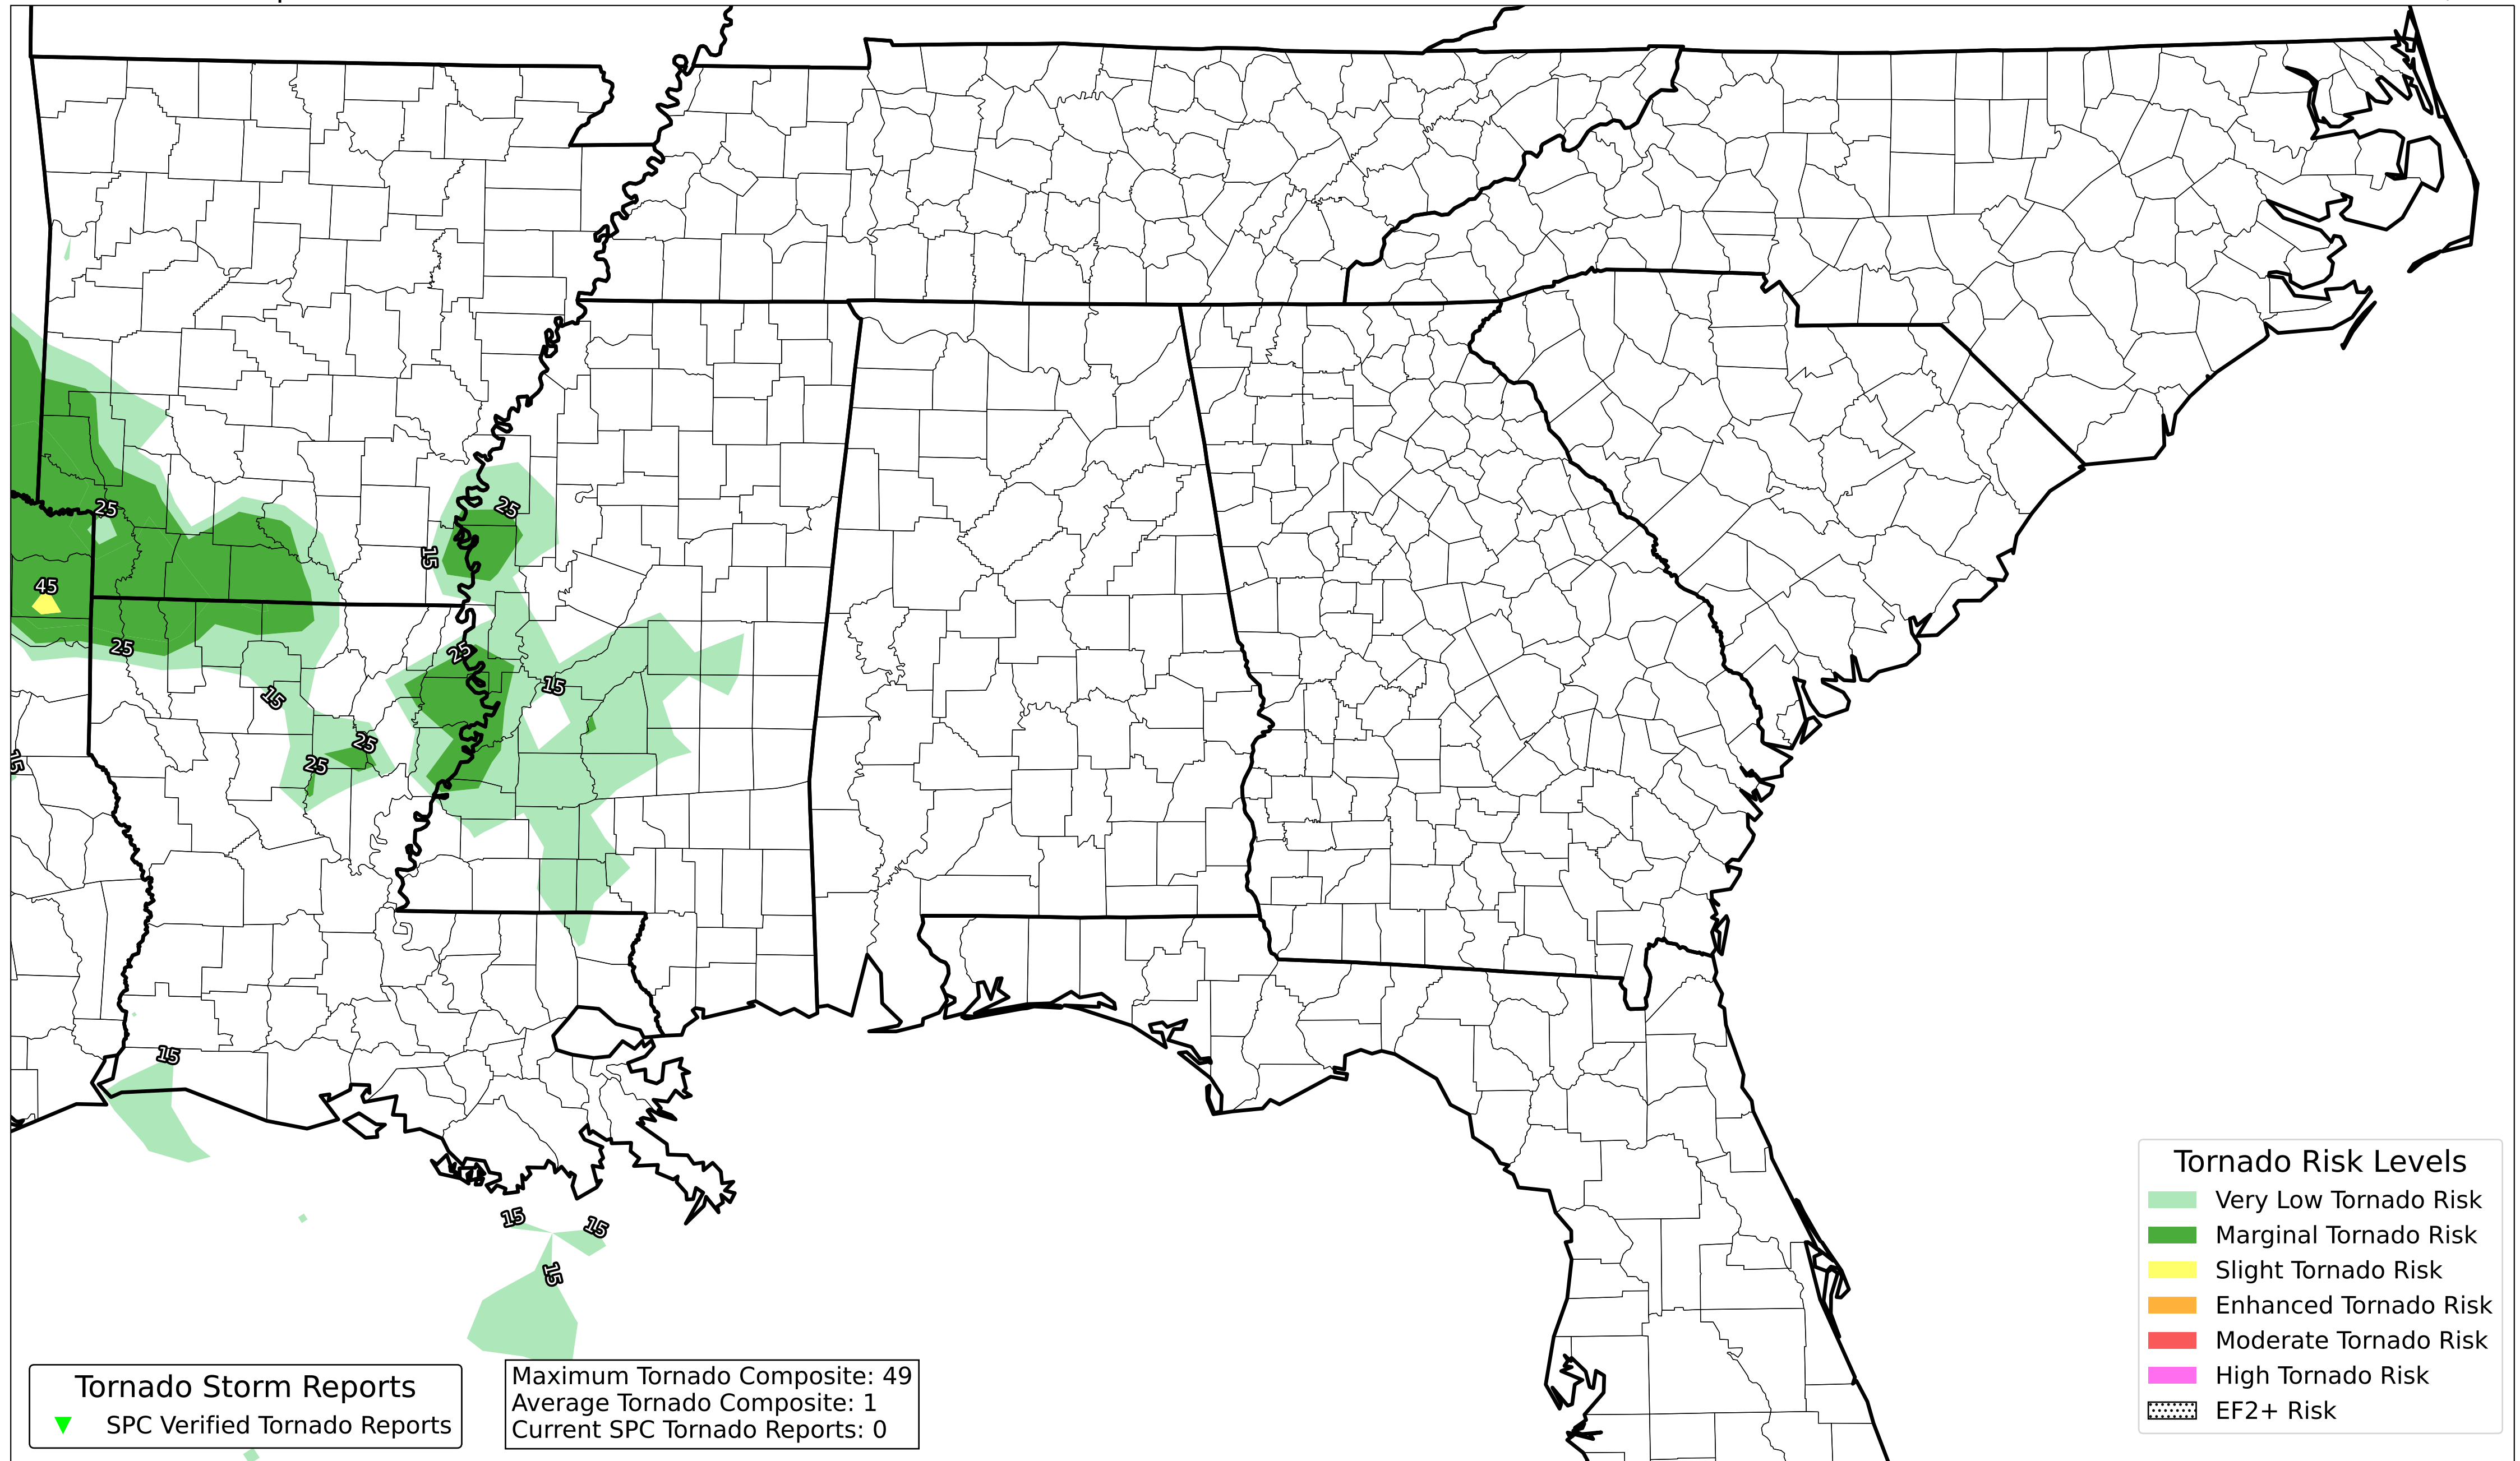 25
25
15
45
25
25
15
15
25
25
15
15
15
15
15
Tornado Risk Levels
Very Low Tornado Risk
Marginal Tornado Risk
Slight Tornado Risk
Enhanced Tornado Risk
Moderate Tornado Risk
High Tornado Risk
EF2+ Risk
Tornado Storm Reports
SPC Verified Tornado Reports
Maximum Tornado Composite: 49
Average Tornado Composite: 1
Current SPC Tornado Reports: 0